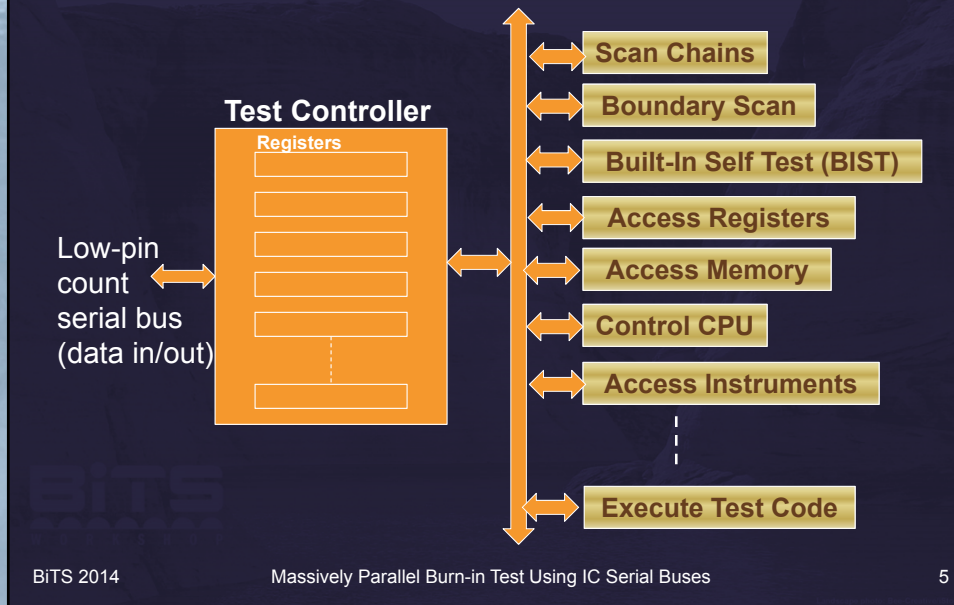 Test Controller
Registers
Low-pin
count
serial bus
(data in/out)
Scan Chains
Boundary Scan
Built-In Self Test (BIST)
Access Registers
Access Memory
Control CPU
Access Instruments
Execute Test Code
BiTS
BiTS 2014
Massively Parallel Burn-in Test Using IC Serial Buses
5